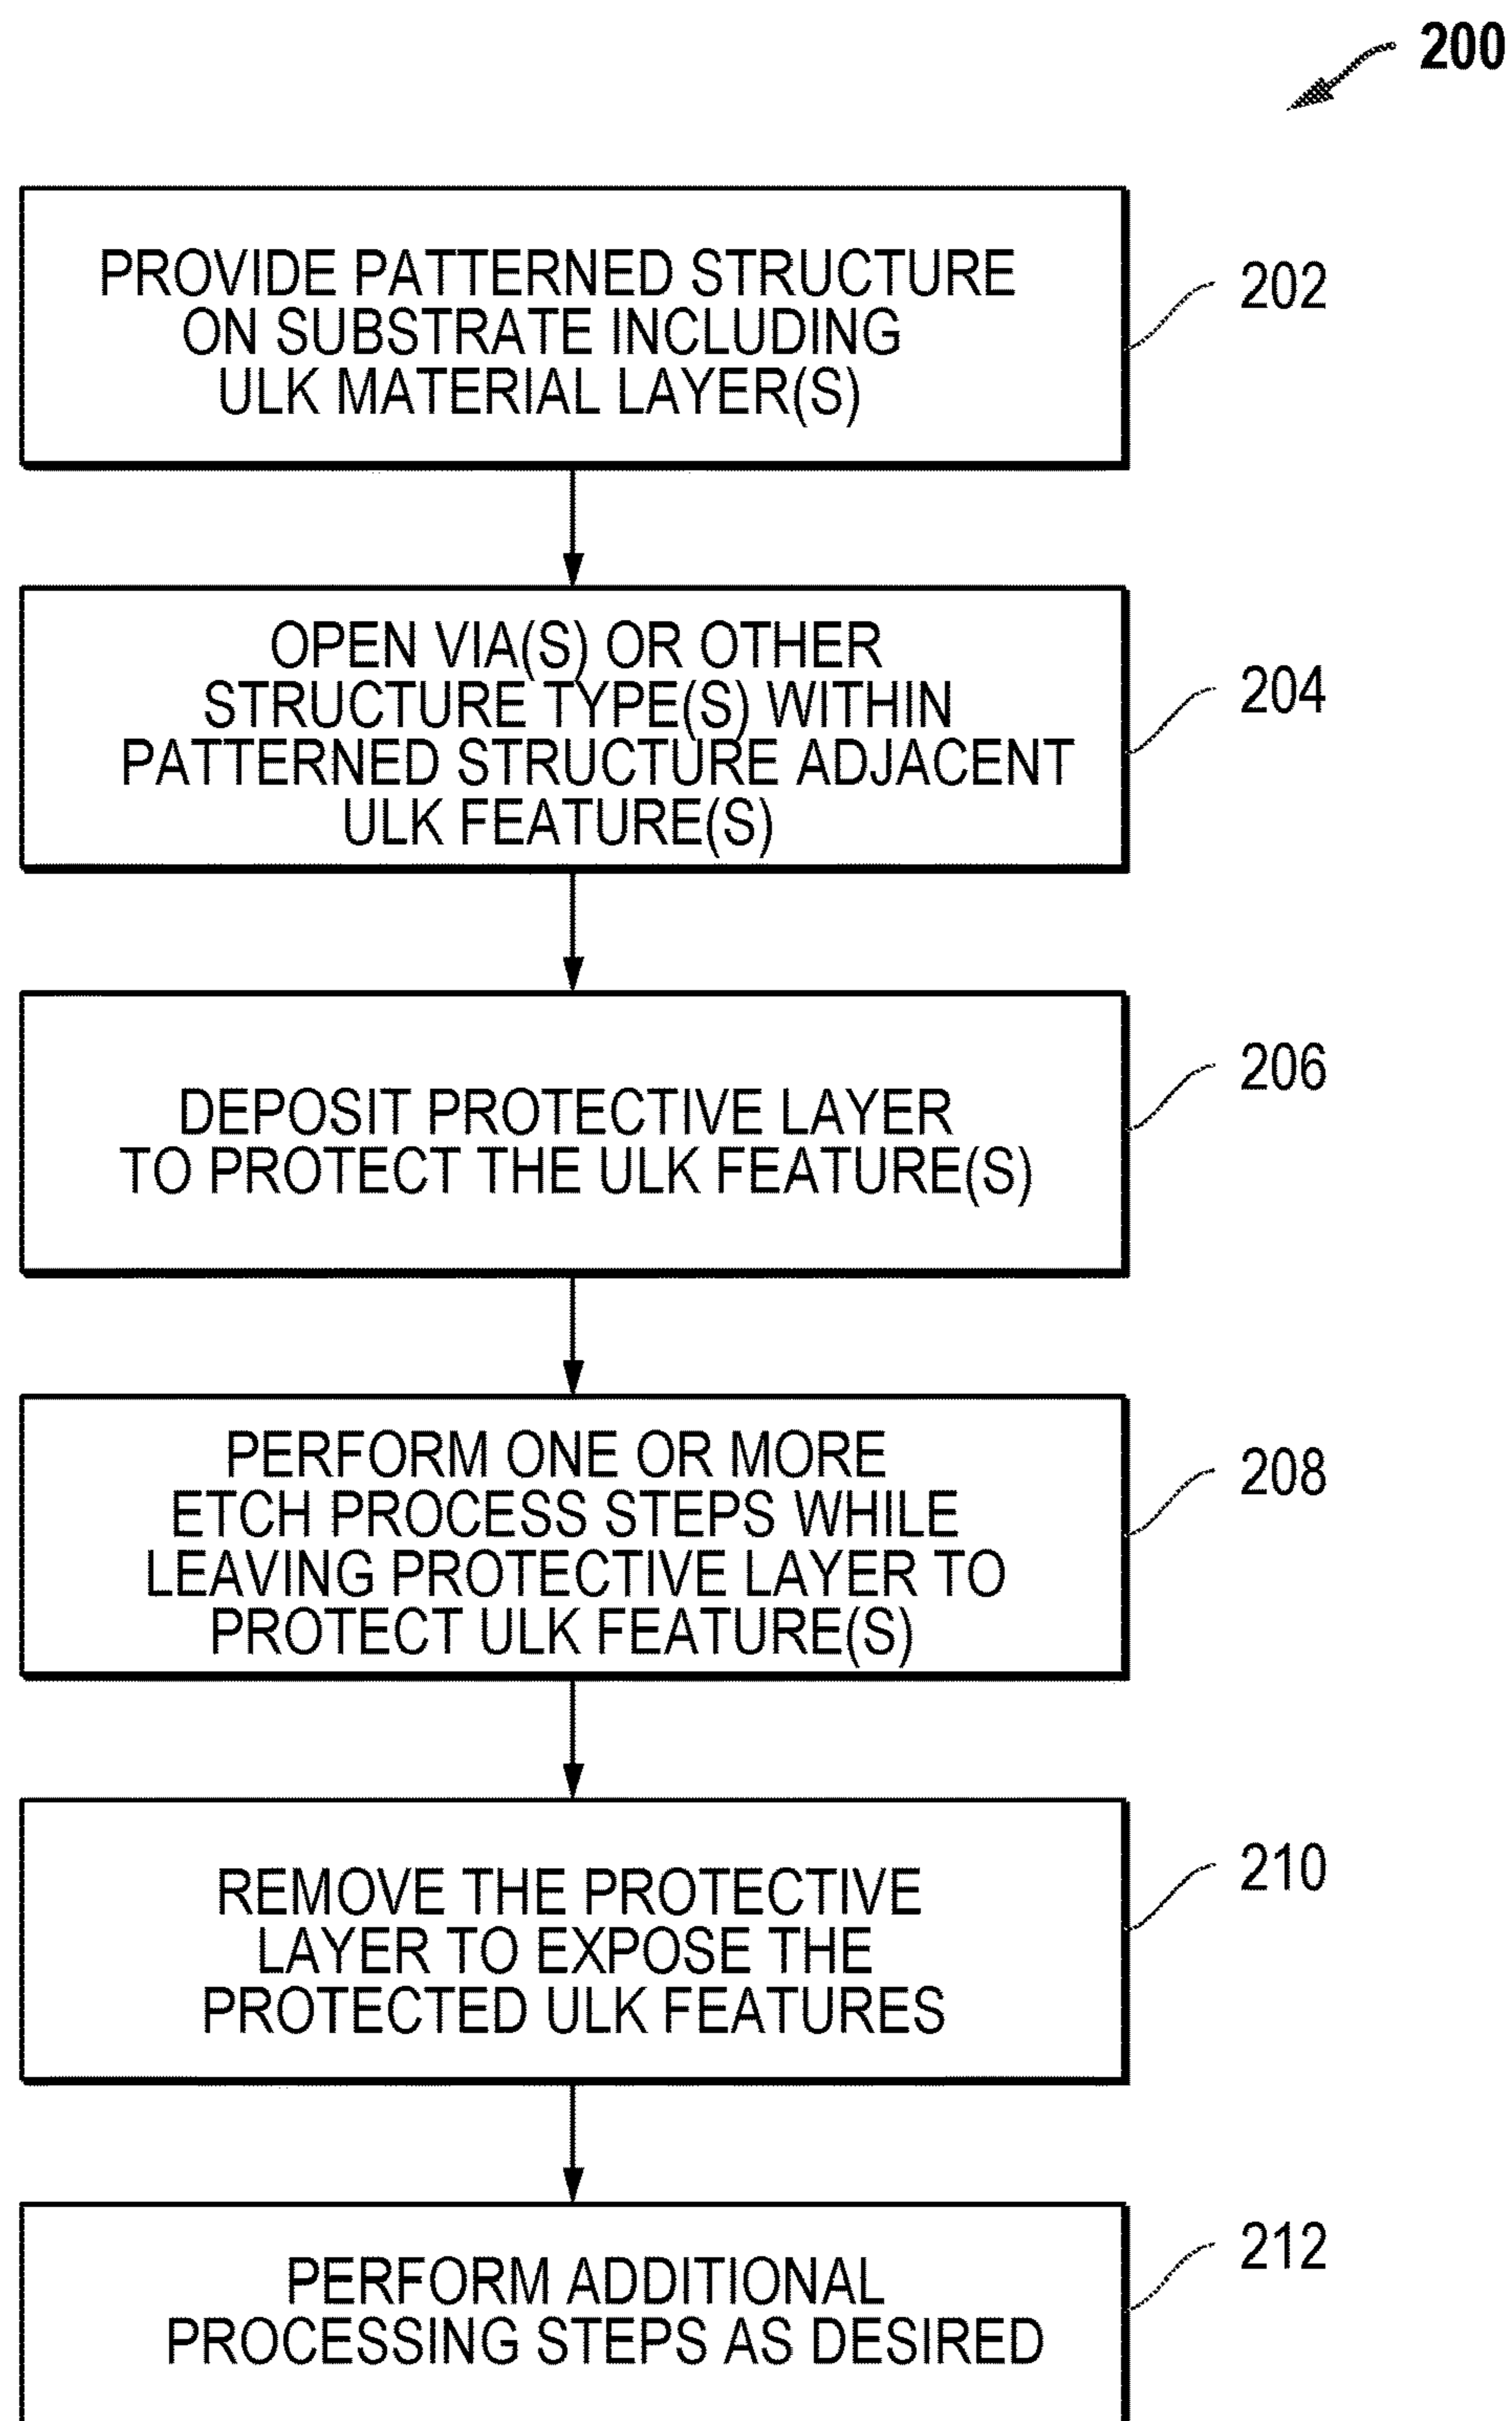 200
PROVIDE PATTERNED STRUCTURE
ON SUBSTRATE INCLUDING
ULK MATERIAL LAYER(S)
202
OPEN VIA(S) OR OTHER
STRUCTURE TYPE(S) WITHIN
PATTERNED STRUCTURE ADJACENT
ULK FEATURE(S)
204
DEPOSIT PROTECTIVE LAYER
TO PROTECT THE ULK FEATURE(S)
206
PERFORM ONE OR MORE
ETCH PROCESS STEPS WHILE
LEAVING PROTECTIVE LAYER TO
PROTECT ULK FEATURE(S)
208
REMOVE THE PROTECTIVE
LAYER TO EXPOSE THE
PROTECTED ULK FEATURES
210
PERFORM ADDITIONAL
PROCESSING STEPS AS DESIRED
212